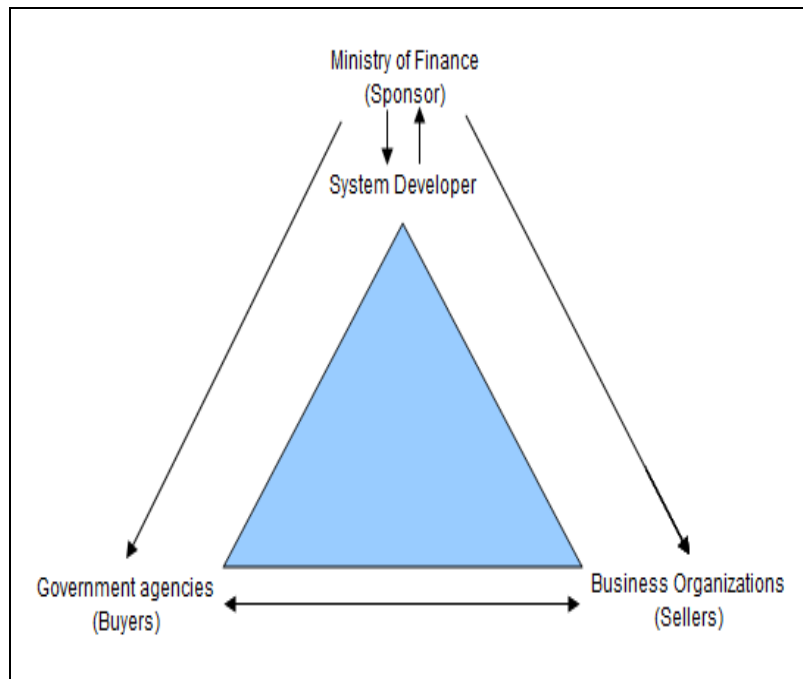 Ministry of Finance
(Sponsor)
System Developer
Government agencies
(Buyers)
Business Organizations
(Sellers)